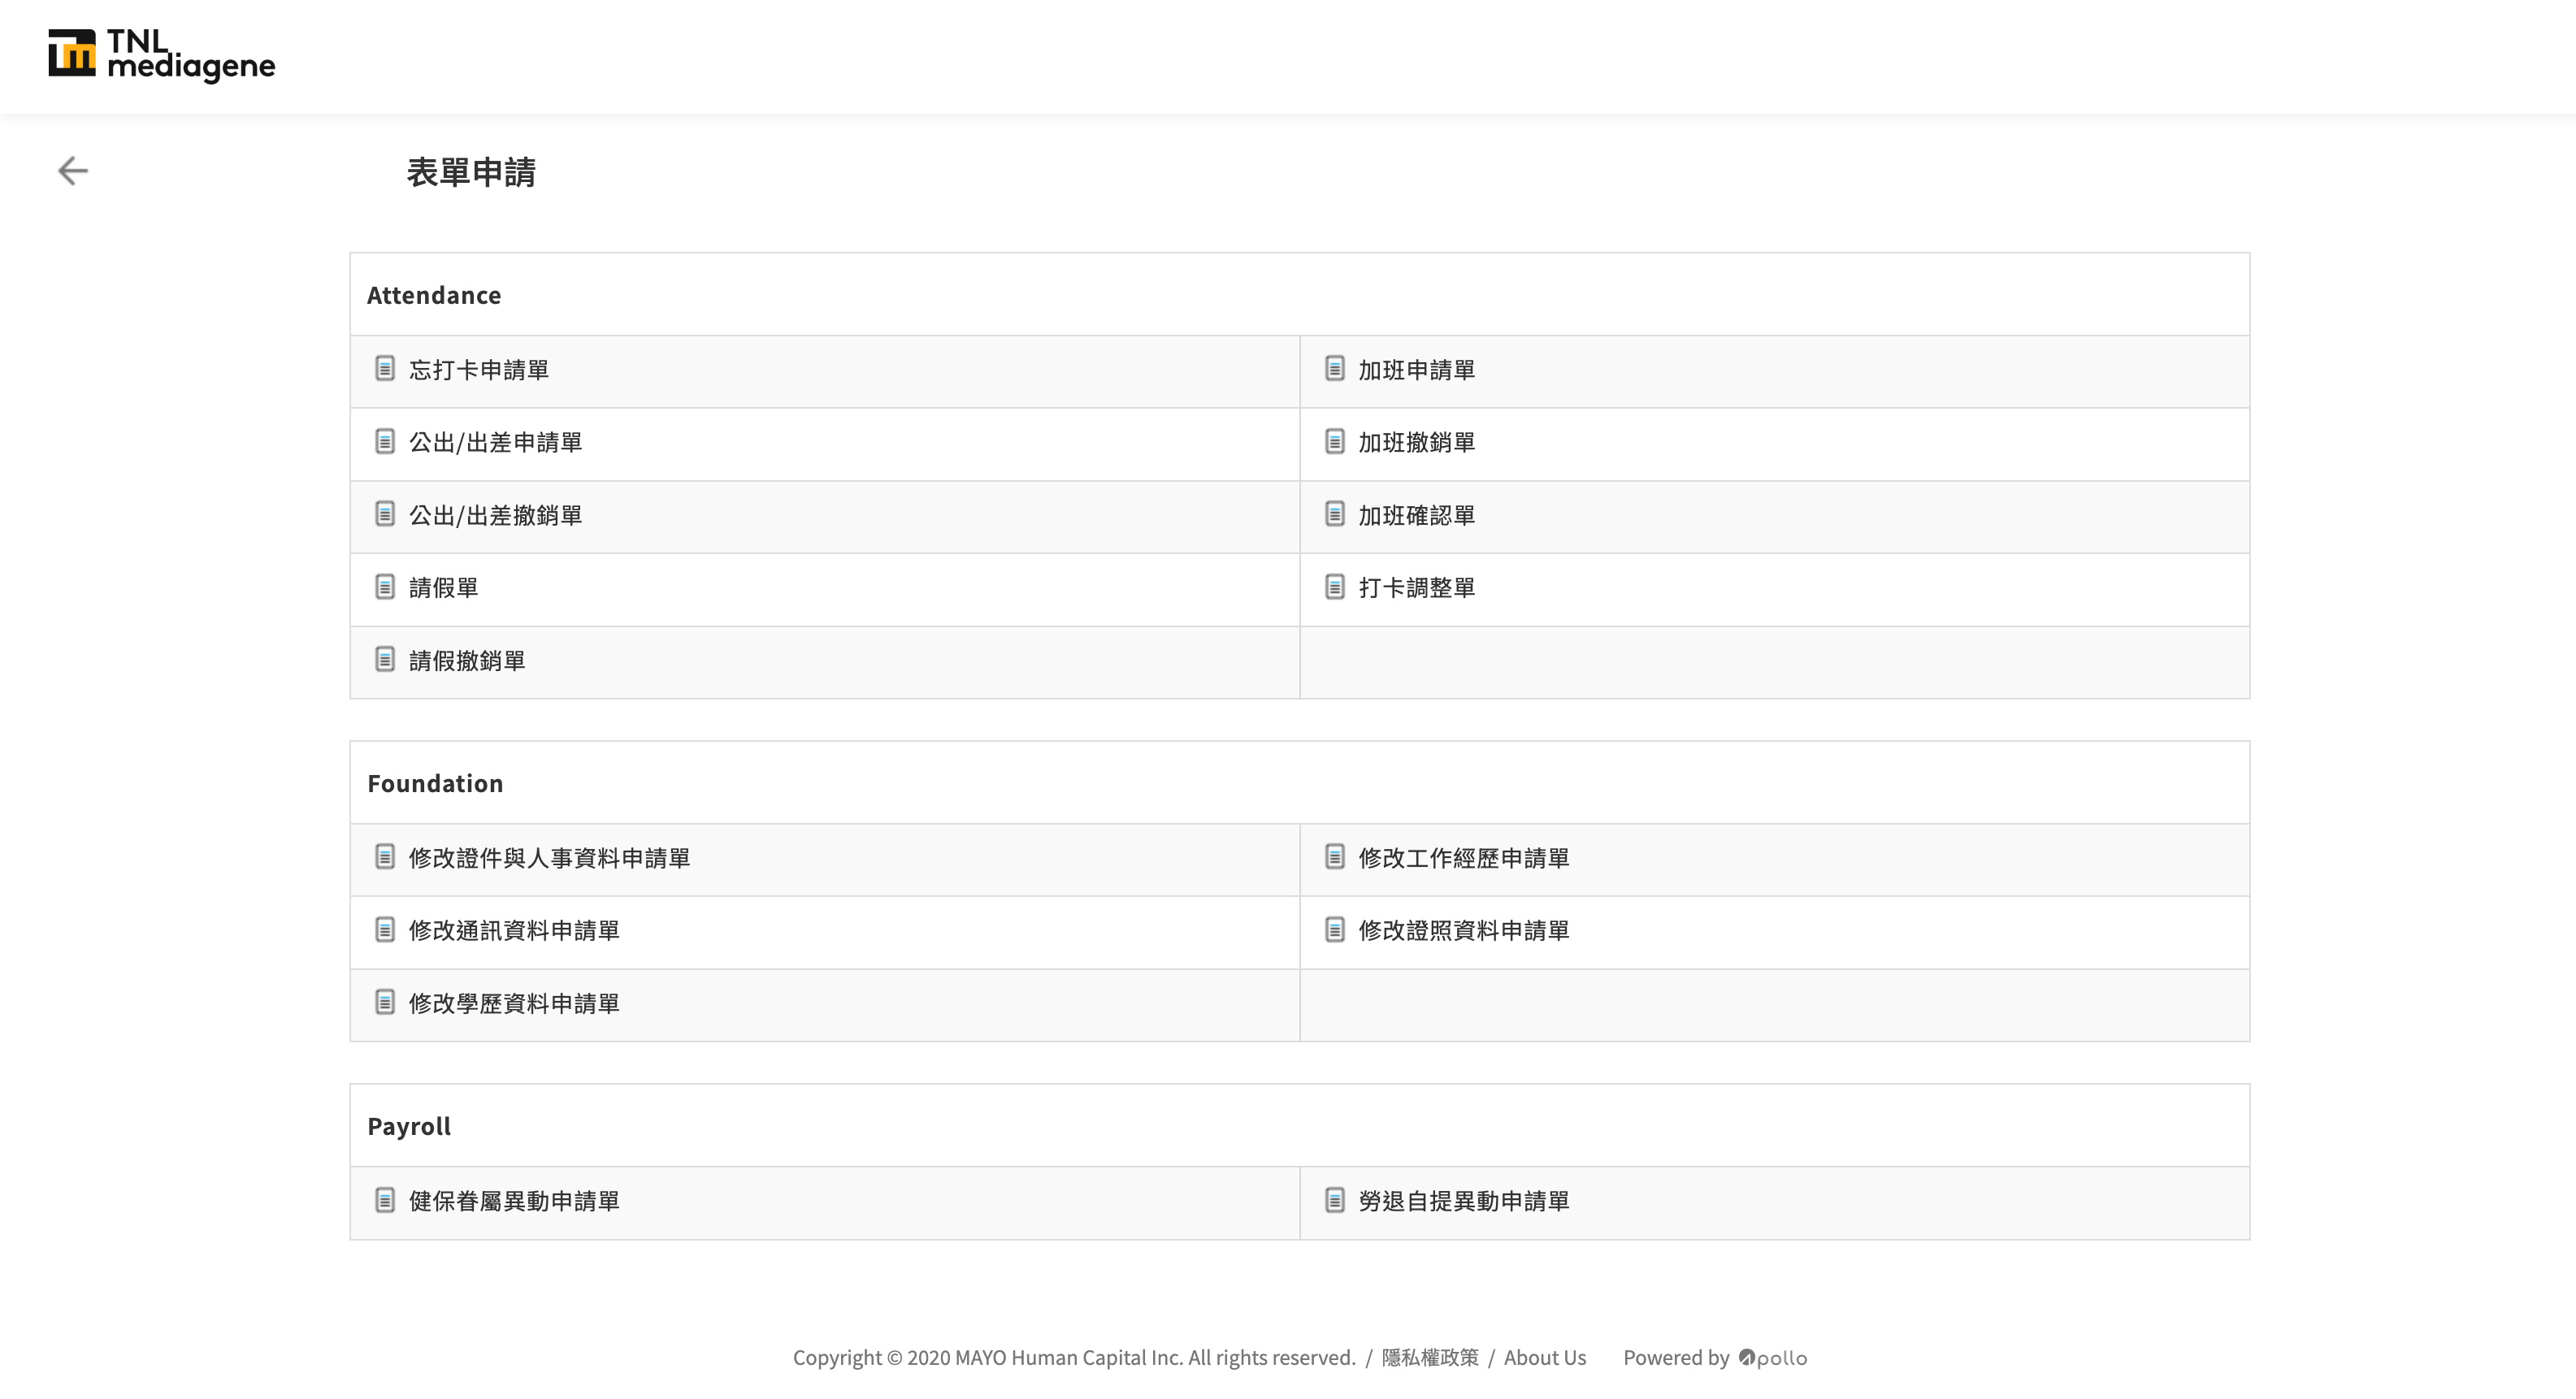 TNL
mediagene
表單申請
Attendance
忘打卡申請單
加班申請單
公出/出差申請單
加班撤銷單
公出/出差撤銷單
加班確認單
請假單
打卡調整單
請假撤銷單
Foundation
修改證件與人事資料申請單
修改工作經歷申請單
修改通訊資料申請單
修改證照資料申請單
修改學歷資料申請單
Payroll
健保眷屬異動申請單
勞退自提異動申請單
Copyright © 2020 MAYO Human Capital Inc. All rights reserved. / 隱私權政策 / About Us Powered by Apollo